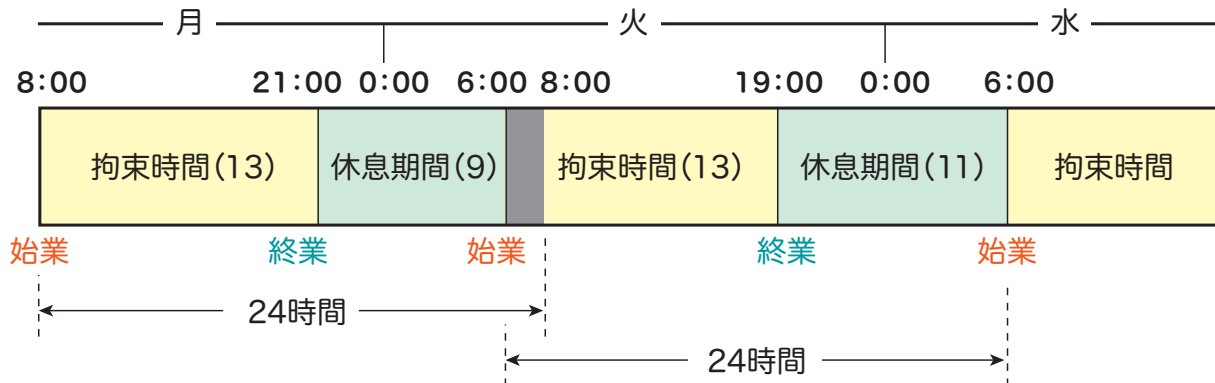 月 火 水
8:00 21:00 0:00 6:00 8:00 19:00 0:00 6:00
拘束時間(13) 休息期間(9) 拘束時間(13) 休息期間(11) 拘束時間
始業 終業 始業 終業 始業
24時間
24時間